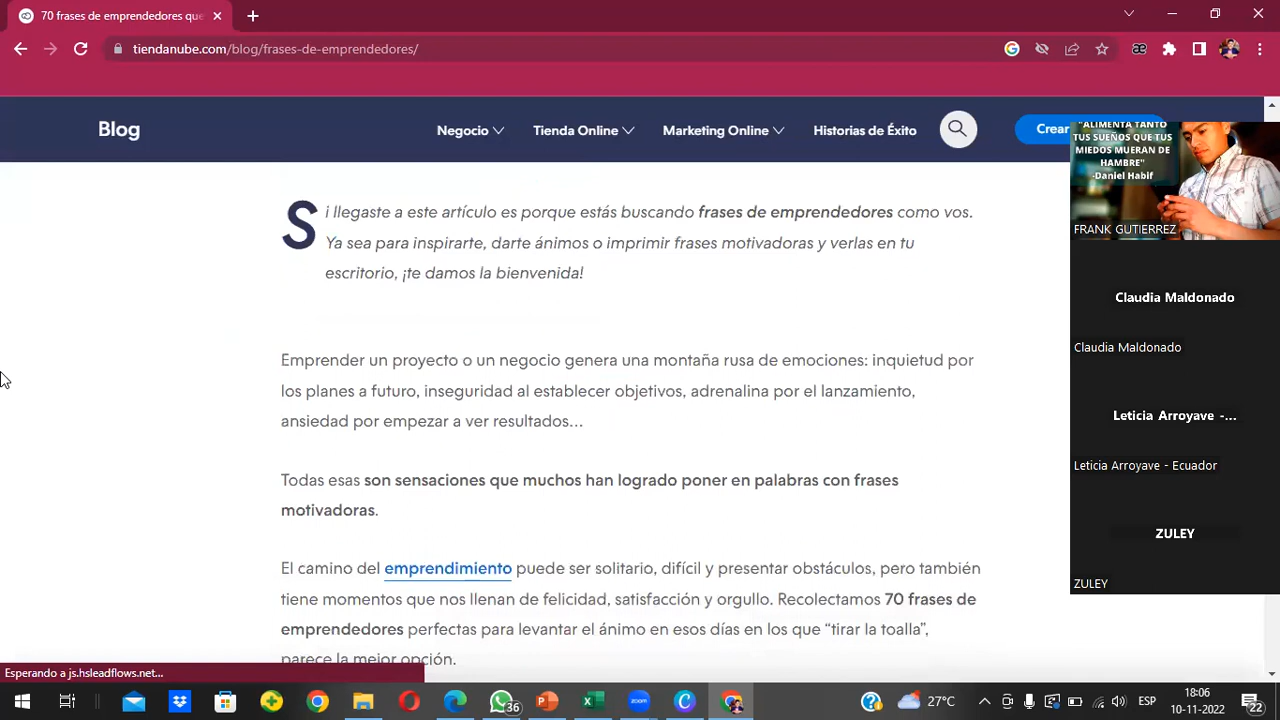 70 frases de emprendedores que
tiendanube.com/blog/frases-de-emprendedores/
Blog
Negocio
Tienda Online
Marketing Online
Historias de Éxito
Crear
Si llegaste a este artículo es porque estás buscando frases de emprendedores como vos.
Ya sea para inspirarte, darte ánimos o imprimir frases motivadoras y verlas en tu
escritorio, ¡te damos la bienvenida!
Emprender un proyecto o un negocio genera una montaña rusa de emociones: inquietud por
los planes a futuro, inseguridad al establecer objetivos, adrenalina por el lanzamiento,
ansiedad por empezar a ver resultados...
Todas esas son sensaciones que muchos han logrado poner en palabras con frases
motivadoras.
El camino del emprendimiento puede ser solitario, difícil y presentar obstáculos, pero también
tiene momentos que nos llenan de felicidad, satisfacción y orgullo. Recolectamos 70 frases de
emprendedores perfectas para levantar el ánimo en esos días en los que “tirar la toalla”,
parece la mejor opción.
"ALIMENTA TANTO
TUS SUEÑOS QUE TUS
MIEDOS MUERAN DE
HAMBRE"
-Daniel Habif
FRANK GUTIERREZ
Claudia Maldonado
Claudia Maldonado
Leticia Arroyave -...
Leticia Arroyave - Ecuador
ZULEY
ZULEY
Esperando a js.hsleadflows.net...
36
27°C
ESP
18:06
10-11-2022
22